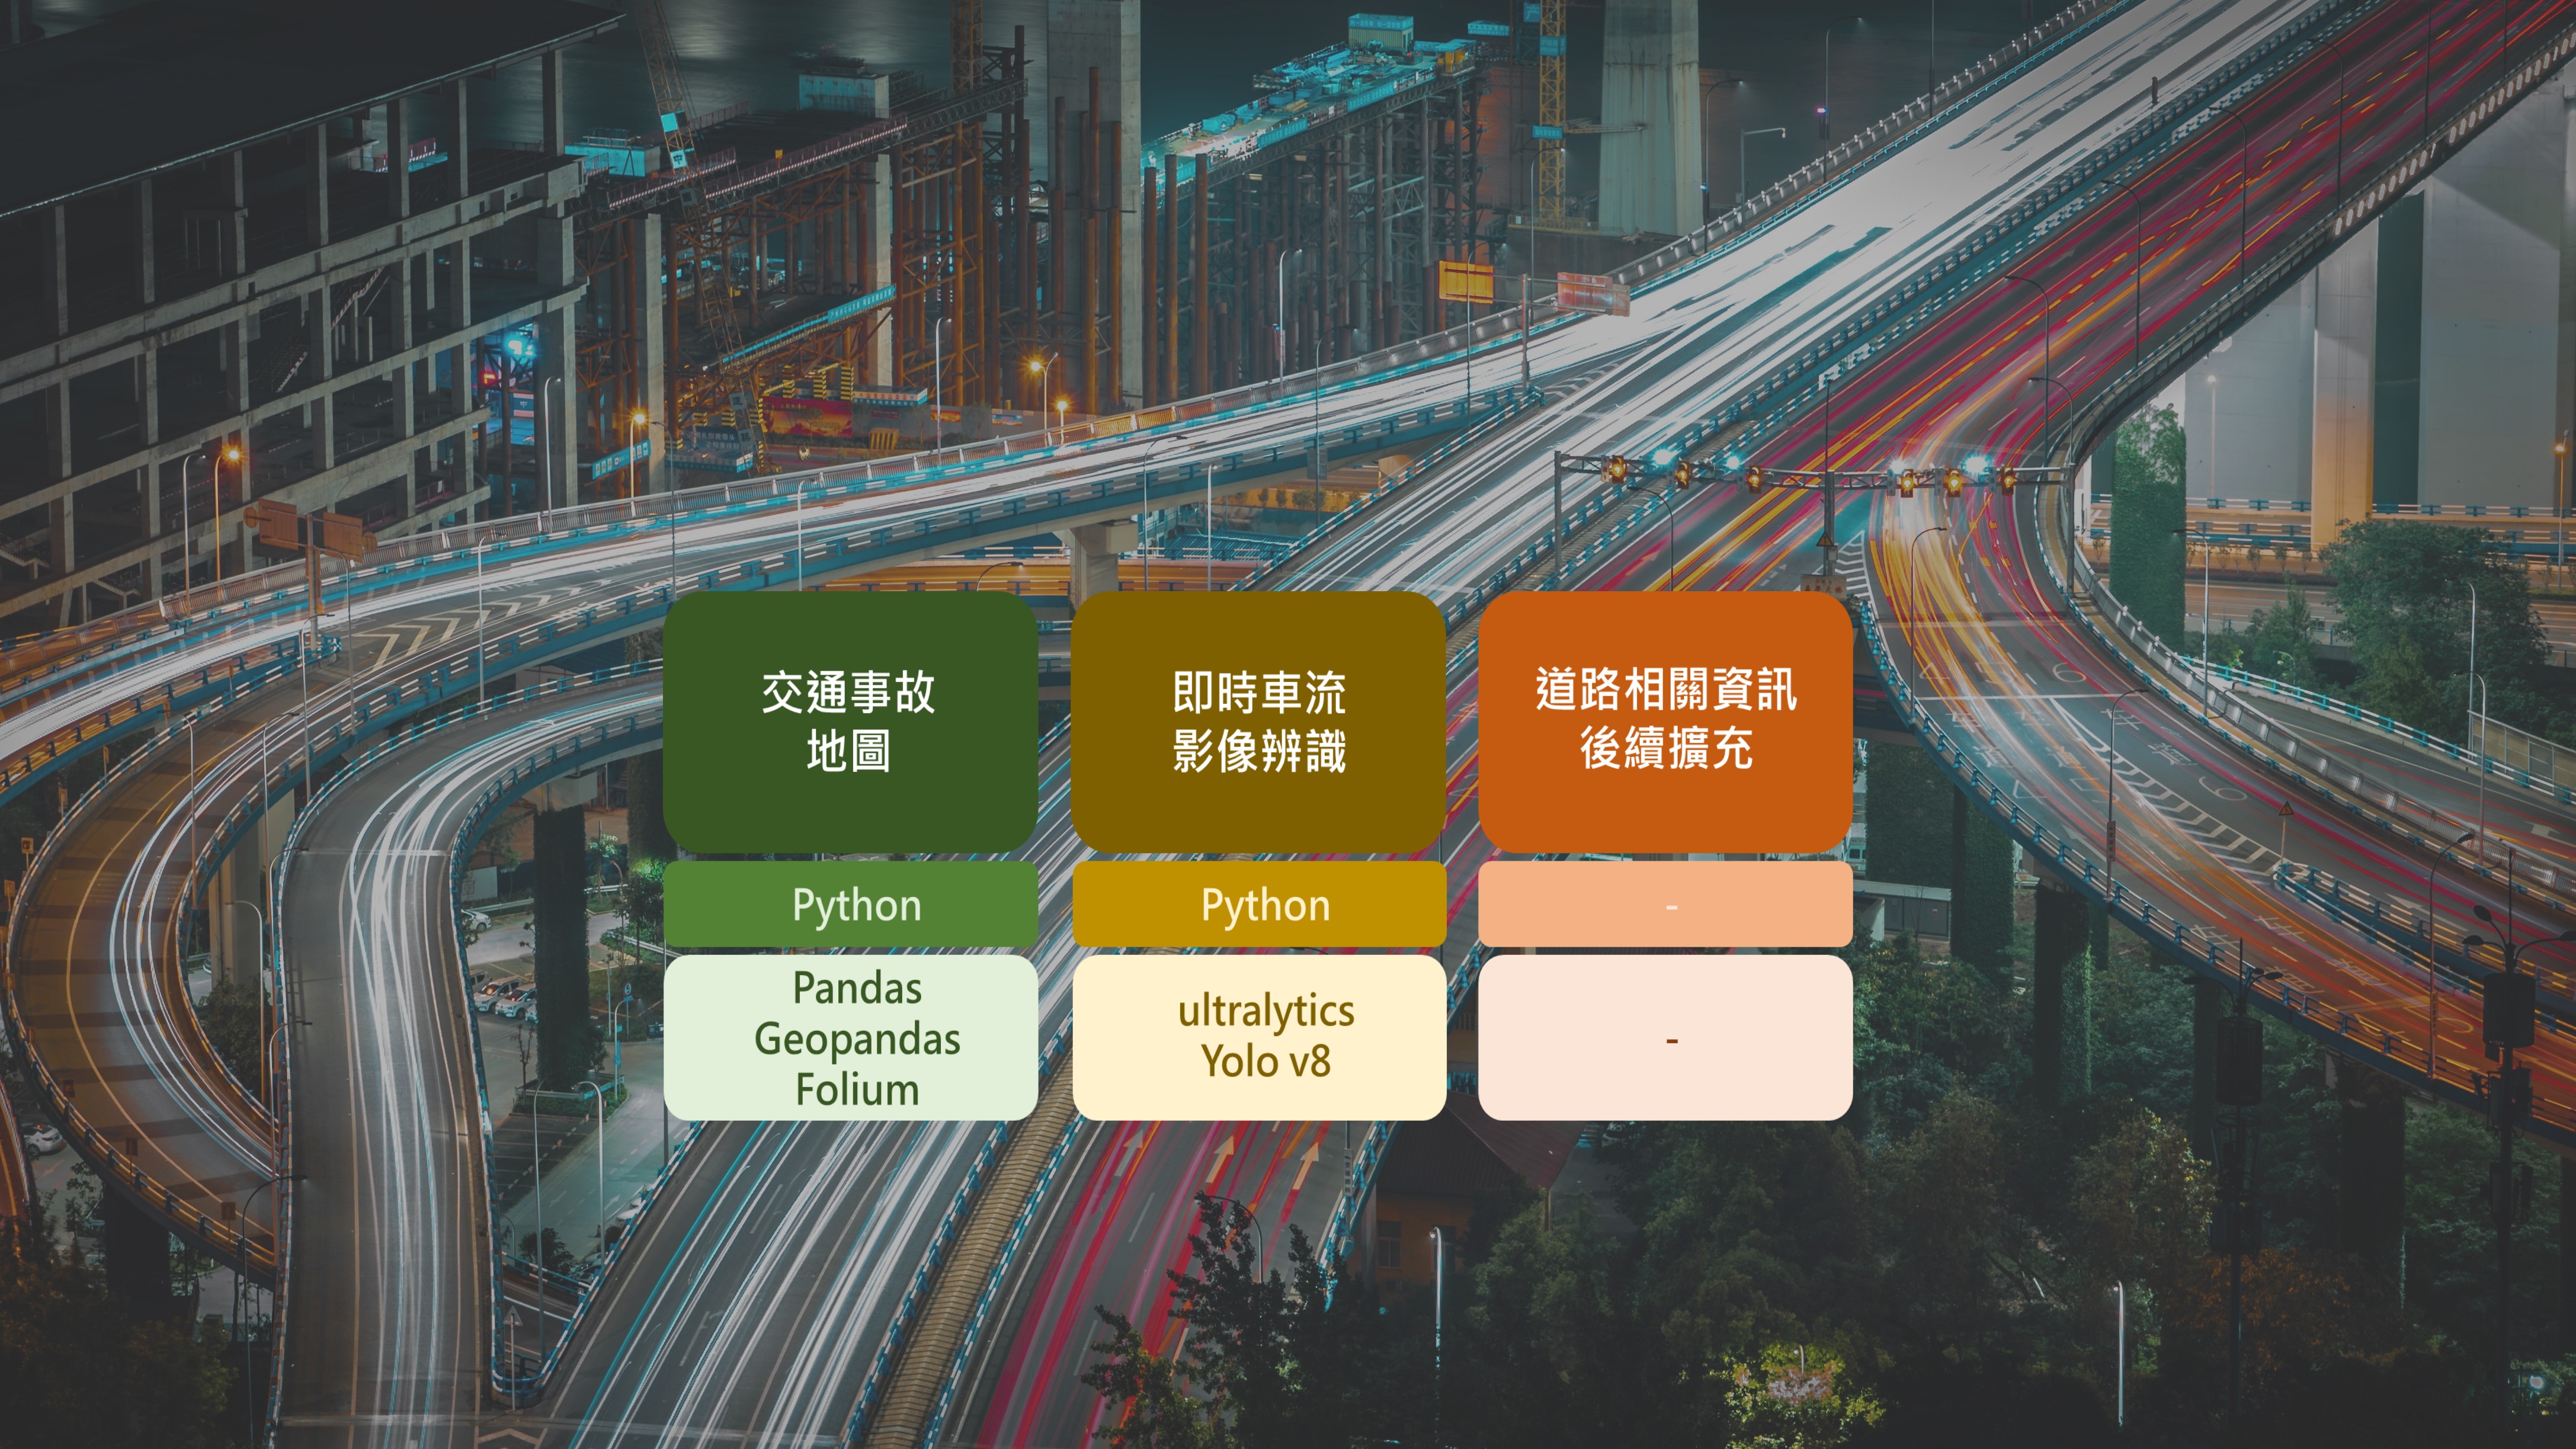 交通事故
地圖
即時車流
影像辨識
道路相關資訊
後續擴充
Python
Python
-
Pandas
Geopandas
Folium
ultralytics
Yolo v8
-